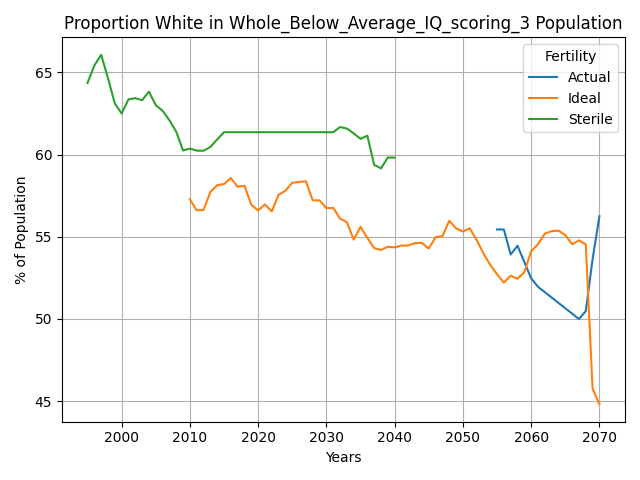 Proportion White in Whole_Below_Average_IQ_scoring_3 Population
Fertility
Actual
Ideal
Sterile
% of Population
65
60
55
50
45
2000 2010 2020 2030 2040 2050 2060 2070
Years